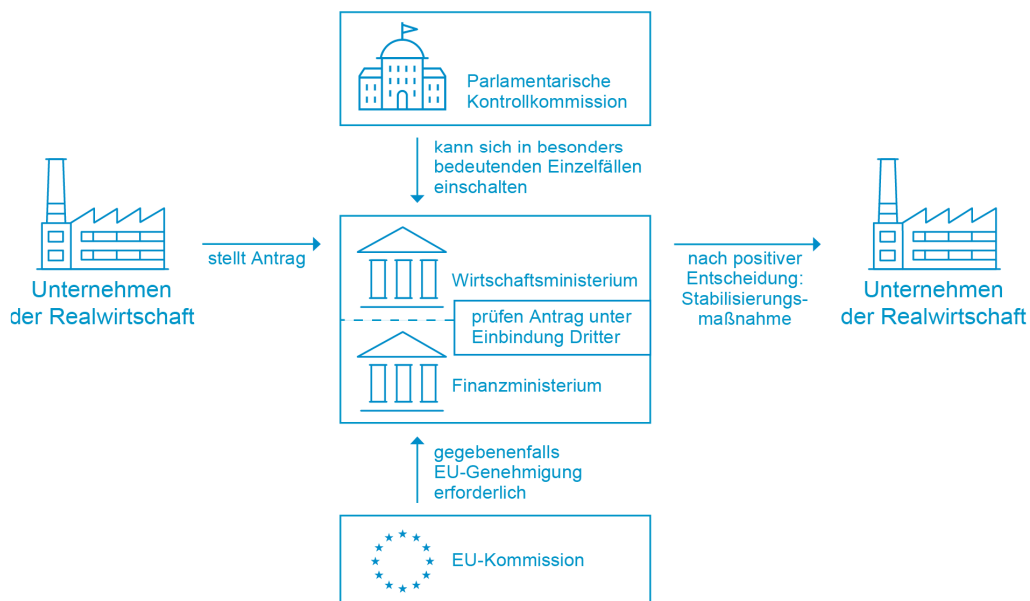 Parlamentarische
Kontrollkommission
kann sich in besonders
bedeutenden Einzelfällen
einschalten
Unternehmen
der Realwirtschaft
stellt Antrag
Wirtschaftsministerium
prüfen Antrag unter
Einbindung Dritter
Finanzministerium
nach positiver
Entscheidung:
Stabilisierungs-
maßnahme
Unternehmen
der Realwirtschaft
gegebenenfalls
EU-Genehmigung
erforderlich
EU-Kommission